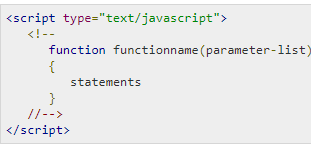 <script type="text/javascript">
<!--
function functionname(parameter-list)
{
statements
}
//-->
</script>